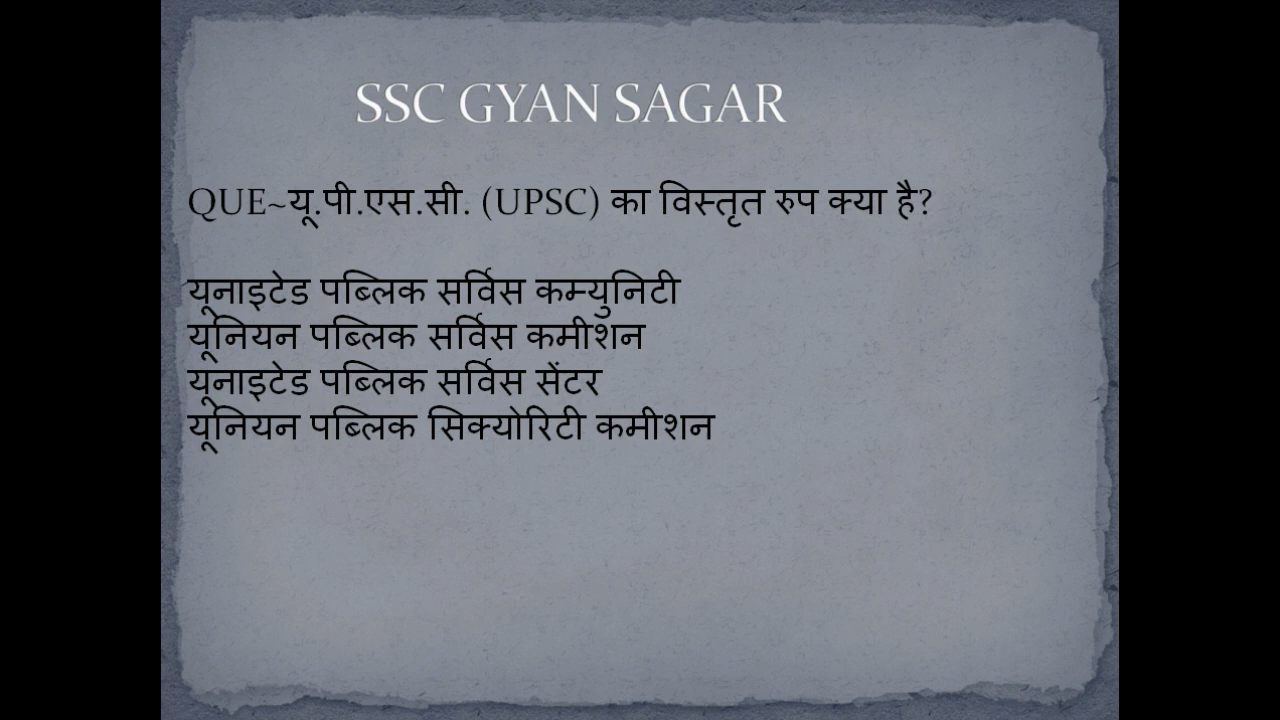 SSC GYAN SAGAR
QUE~यू.पी.एस.सी. (UPSC) का विस्तृत रुप क्या है?
यूनाइटेड पब्लिक सर्विस कम्युनिटी
यूनियन पब्लिक सर्विस कमीशन
यूनाइटेड पब्लिक सर्विस सेंटर
यूनियन पब्लिक सिक्योरिटी कमीशन